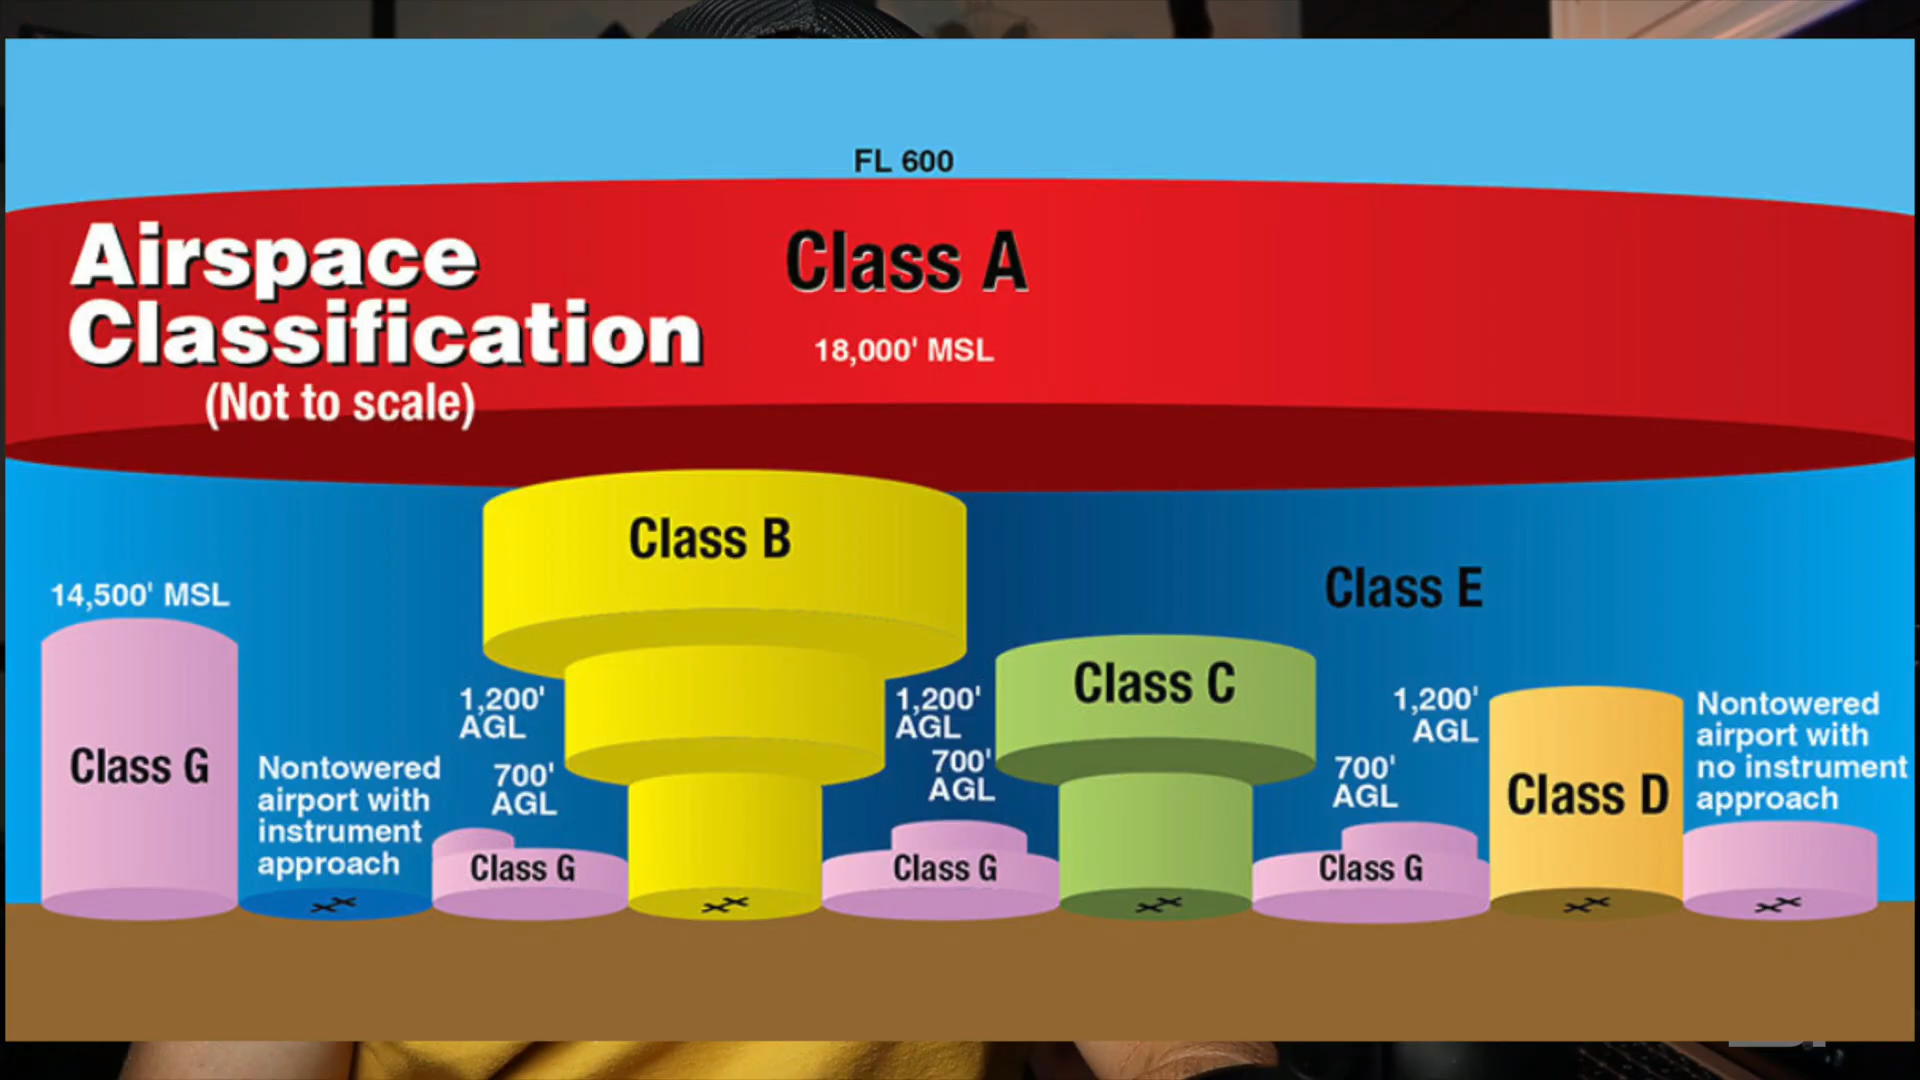 FL 600
Airspace
Classification
(Not to scale)
Class A
18,000' MSL
Class B
Class E
14,500' MSL
Class G
Nontowered
airport with
instrument
approach
1,200'
AGL
700'
AGL
Class G
1,200'
AGL
700'
AGL
Class G
Class C
700'
AGL
Class G
1,200'
AGL
Class D
Nontowered
airport with
no instrument
approach